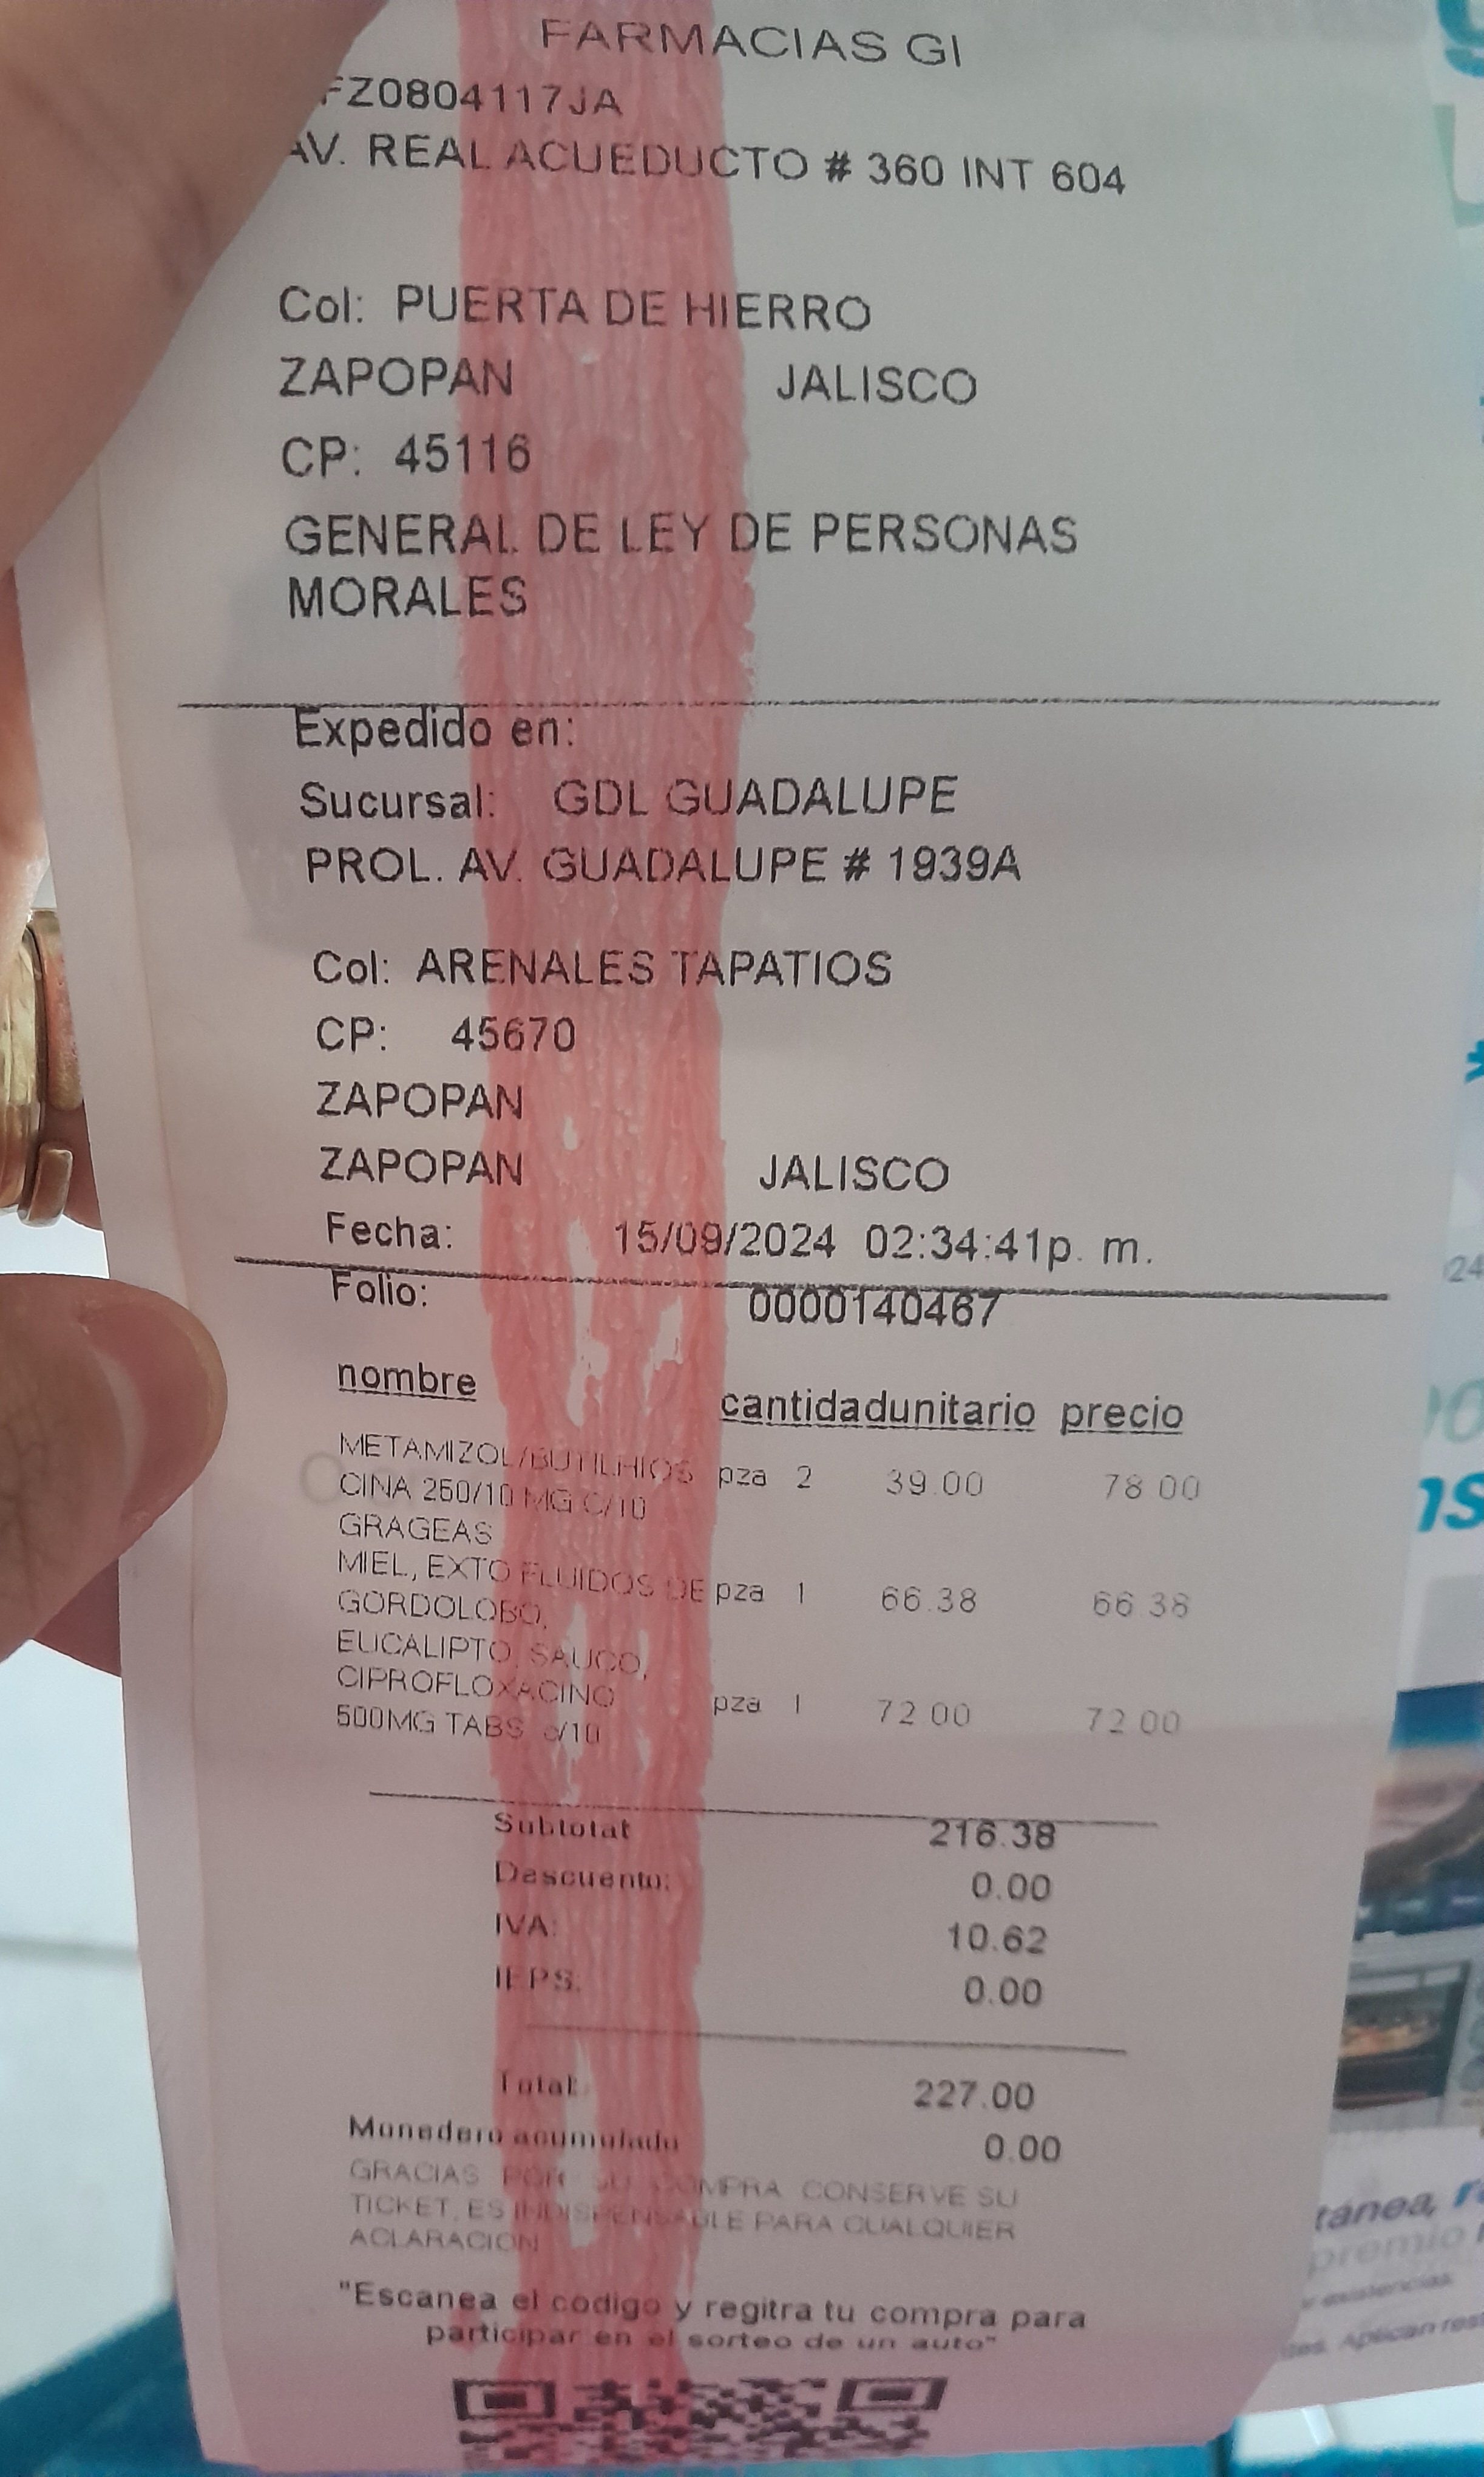 FARMACIAS GI
FZ0804117JA
AV. REAL ACUEDUCTO # 360 INT 604
Col: PUERTA DE HIERRO
ZAPOPAN JALISCO
CP: 45116
GENERAL DE LEY DE PERSONAS
MORALES
Expedido en:
Sucursal: GDL GUADALUPE
PROL. AV. GUADALUPE # 1939A
Col: ARENALES TAPATIOS
CP: 45670
ZAPOPAN
ZAPOPAN JALISCO
Fecha: 15/09/2024 02:34:41p. m.
Folio: 0000140467
nombre cantidadunitario precio
METAMIZOL/BUTILHIOS pza 2 39.00 78.00
CINA 250/10 MG C/10
GRAGEAS
MIEL, EXTO FLUIDOS DE pza 1 66.38 66.38
GORDOLOBO,
EUCALIPTO, SAUCO,
CIPROFLOXACINO pza 1 72.00 72.00
500MG TABS c/10
Subtotal 216.38
Descuento: 0.00
IVA: 10.62
IEPS: 0.00
Total: 227.00
Monedero acumulado 0.00
GRACIAS POR SU COMPRA CONSERVE SU
TICKET, ES INDISPENSABLE PARA CUALQUIER
ACLARACION
"Escanea el codigo y regitra tu compra para
participar en el sorteo de un auto"
tánea,
premio
existencias
Aplican